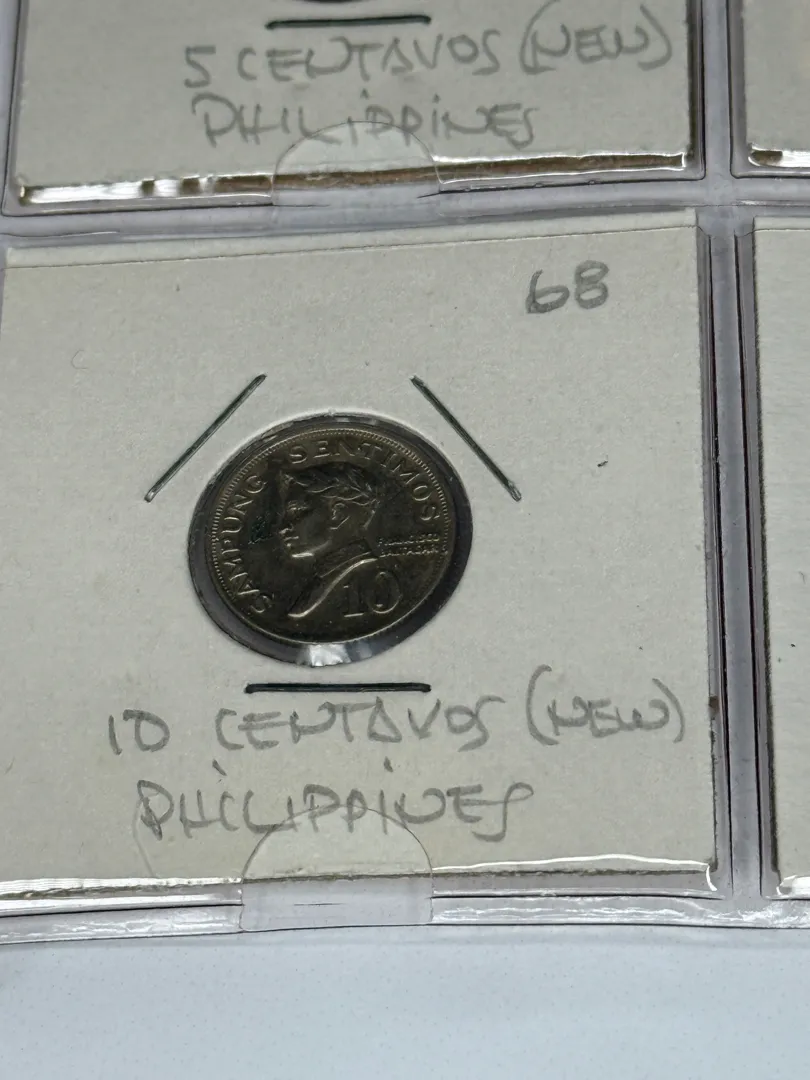 5 CENTAVOS (NEW)
PHILIPPINES
68
SAMPUNG SENTIMOS
FRANCISCO
BALTAZAR
10
10 CENTAVOS (NEW)
PHILIPPINES